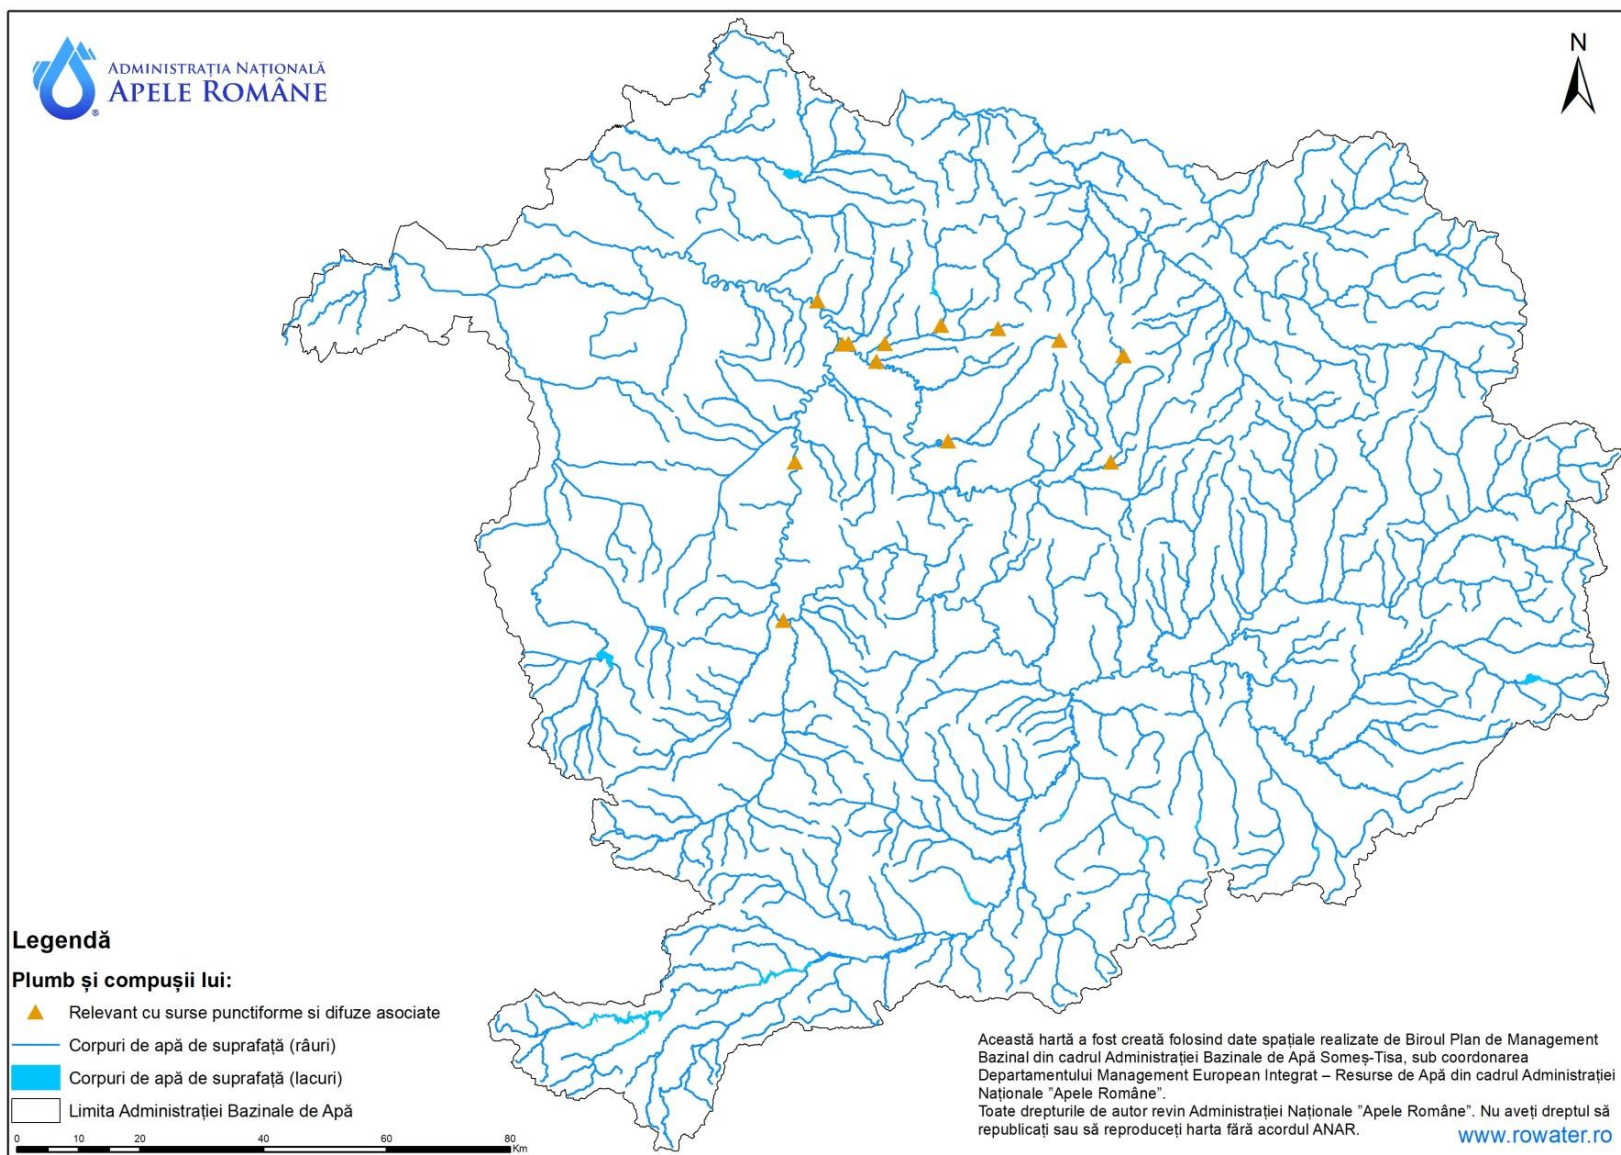 ADMINISTRAȚIA NAȚIONALĂ
APELE ROMÂNE
®
N
Legendă
Plumb și compușii lui:
Relevant cu surse punctiforme si difuze asociate
Corpuri de apă de suprafață (râuri)
Corpuri de apă de suprafață (lacuri)
Limita Administrației Bazinale de Apă
0 10 20 40 60 80
Km
Această hartă a fost creată folosind date spațiale realizate de Biroul Plan de Management
Bazinal din cadrul Administrației Bazinale de Apă Someș-Tisa, sub coordonarea
Departamentului Management European Integrat – Resurse de Apă din cadrul Administrației
Naționale "Apele Române".
Toate drepturile de autor revin Administrației Naționale "Apele Române". Nu aveți dreptul să
republicați sau să reproduceți harta fără acordul ANAR.
www.rowater.ro